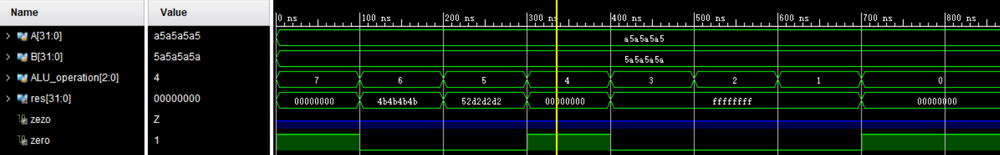 Name Value 0 ns 100 ns 200 ns 300 ns 400 ns 500 ns 600 ns 700 ns 800 ns
A[31:0] a5a5a5a5 a5a5a5a5
B[31:0] 5a5a5a5a 5a5a5a5a
ALU_operation[2:0] 4 7 6 5 4 3 2 1 0
res[31:0] 00000000 00000000 4b4b4b4b 52d2d2d2 00000000 ffffffff 00000000
zezo Z
zero 1